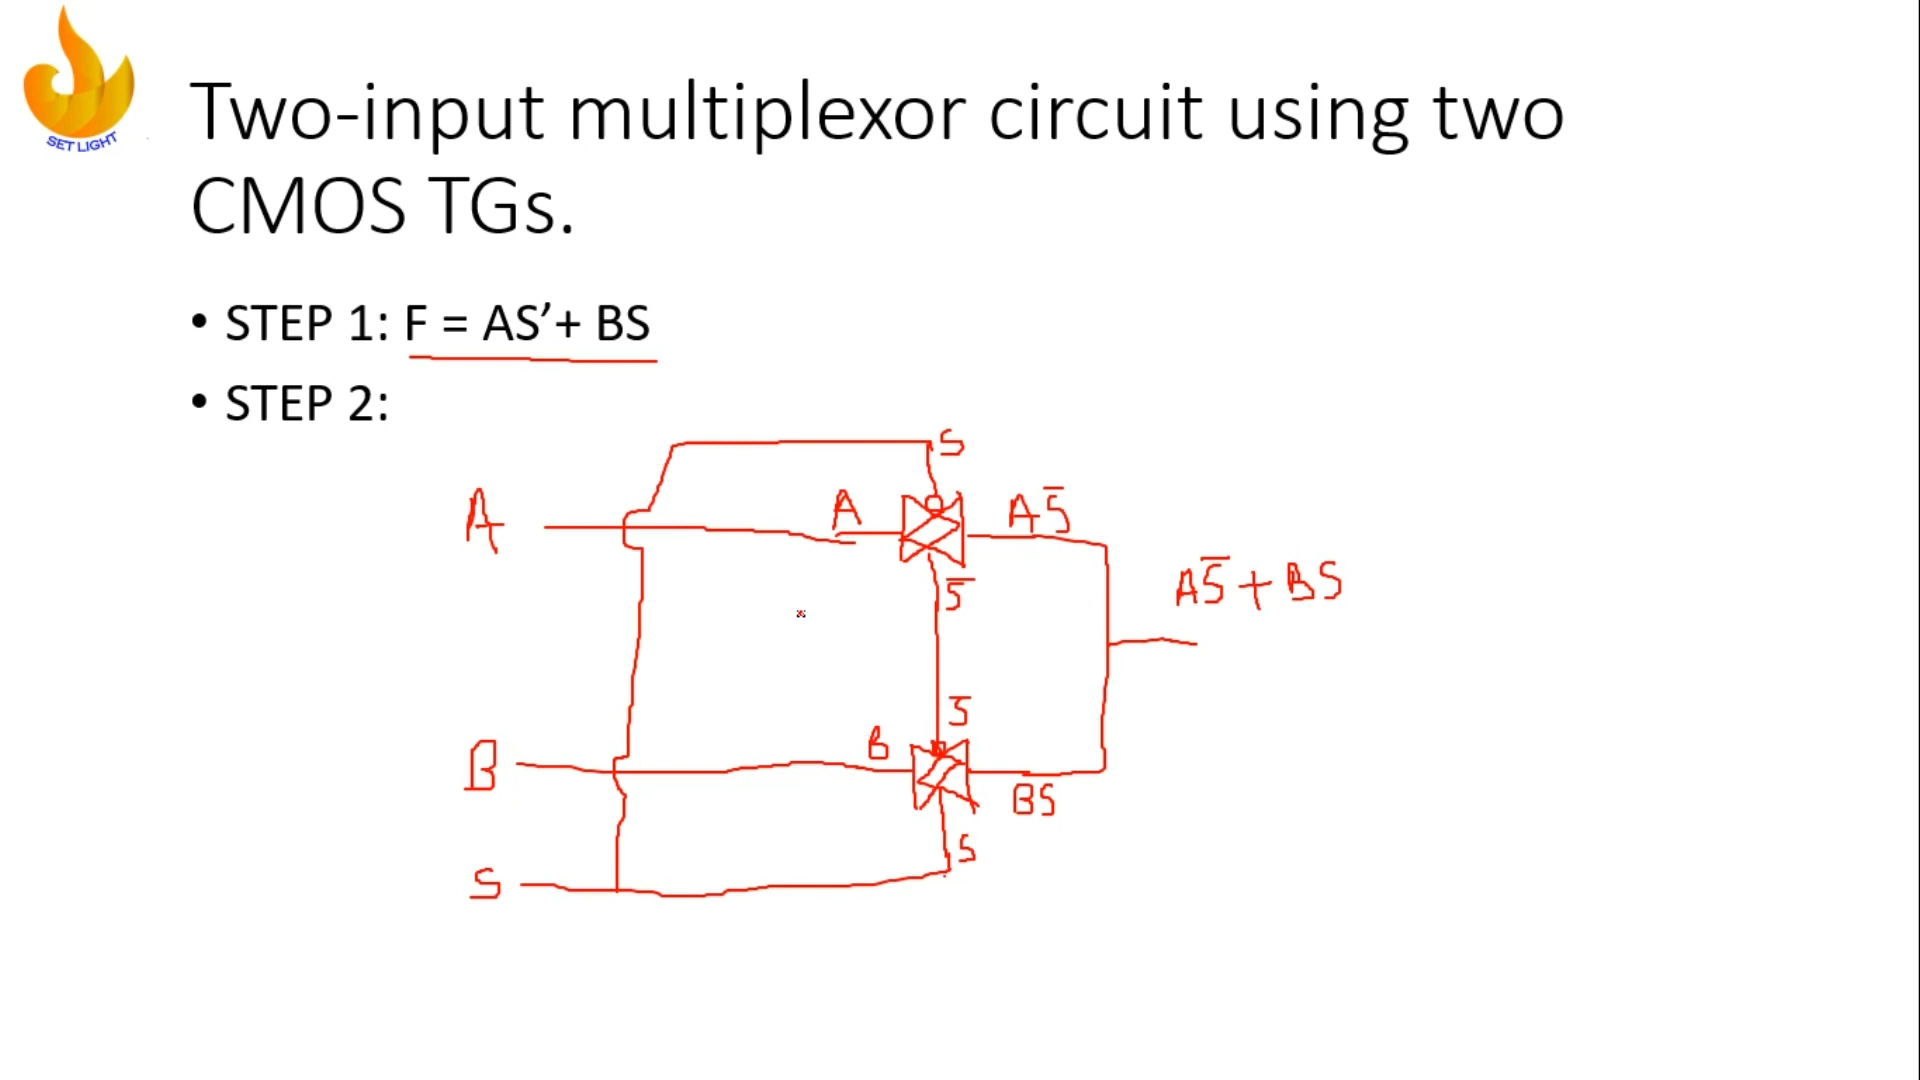 SET LIGHT
Two-input multiplexor circuit using two
CMOS TGs.
• STEP 1: F = AS’+ BS
• STEP 2:
S
A
A
AS̅
S̅
AS̅ + BS
S̅
B
B
BS
S
S